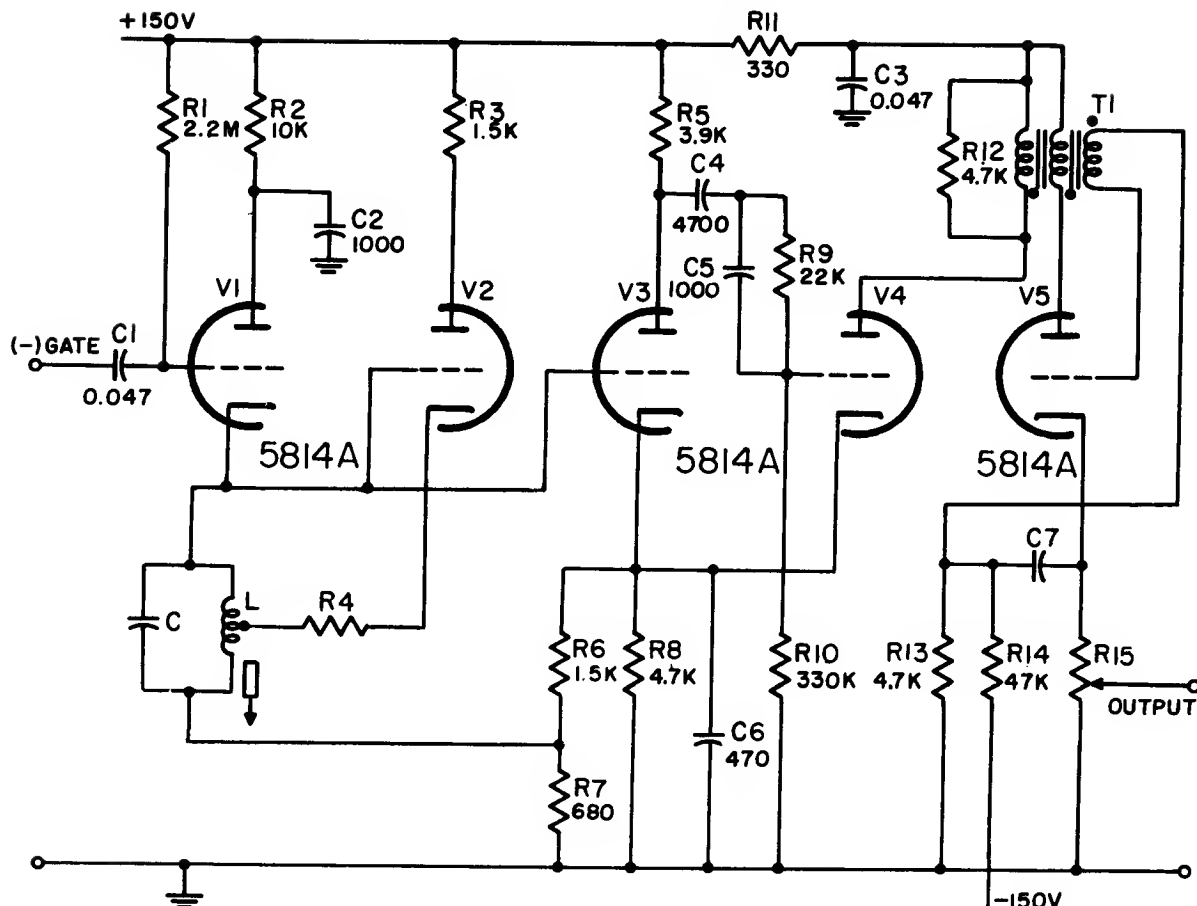 +150V
R11
330
C3
0.047
R1
2.2M
R2
10K
R3
1.5K
R5
3.9K
T1
R12
4.7K
C4
4700
C2
1000
C5
1000
R9
22K
V1
V2
V3
V4
V5
(-)GATE
C1
0.047
5814A
5814A
5814A
C7
C
L
R4
R6
1.5K
R8
4.7K
R10
330K
R13
4.7K
R14
47K
R15
OUTPUT
C6
470
R7
680
-150V